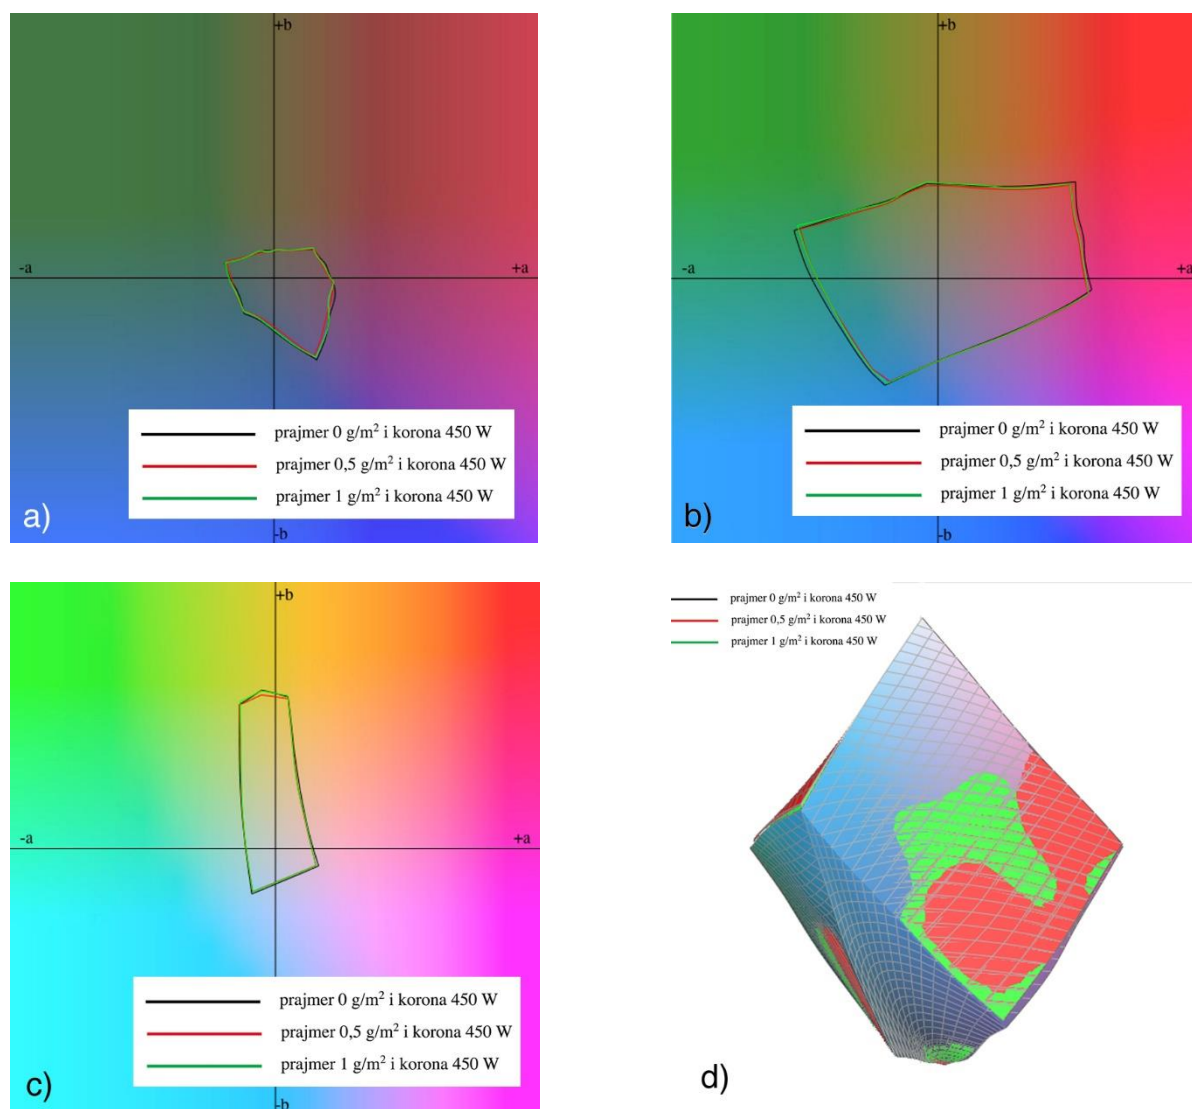 +b
-a
+a
prajmer 0 g/m² i korona 450 W
prajmer 0,5 g/m² i korona 450 W
prajmer 1 g/m² i korona 450 W
a)
-b
+b
-a
+a
prajmer 0 g/m² i korona 450 W
prajmer 0,5 g/m² i korona 450 W
prajmer 1 g/m² i korona 450 W
b)
-b
+b
-a
+a
prajmer 0 g/m² i korona 450 W
prajmer 0,5 g/m² i korona 450 W
prajmer 1 g/m² i korona 450 W
c)
-b
prajmer 0 g/m² i korona 450 W
prajmer 0,5 g/m² i korona 450 W
prajmer 1 g/m² i korona 450 W
d)